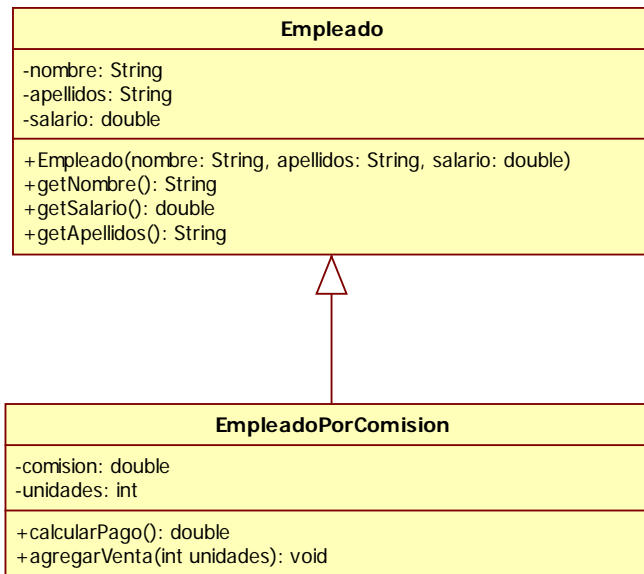 Empleado
-nombre: String
-apellidos: String
-salario: double
+Empleado(nombre: String, apellidos: String, salario: double)
+getNombre(): String
+getSalario(): double
+getApellidos(): String
EmpleadoPorComision
-comision: double
-unidades: int
+calcularPago(): double
+agregarVenta(int unidades): void